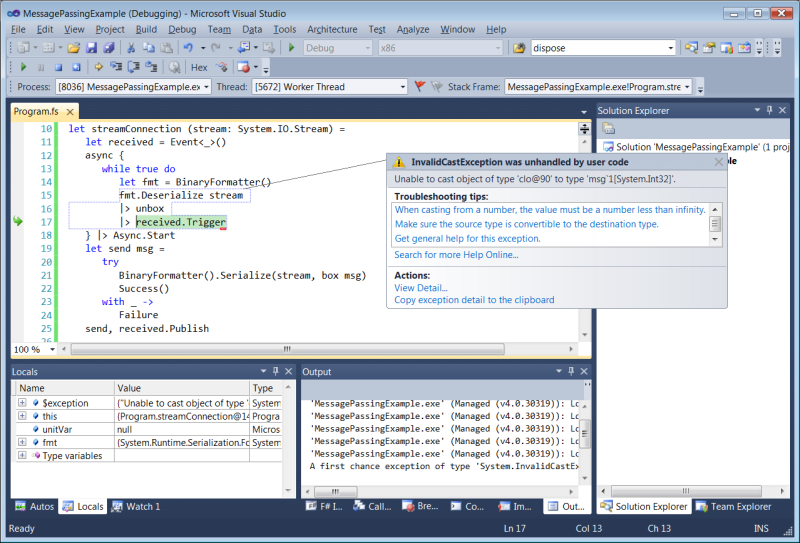 MessagePassingExample (Debugging) - Microsoft Visual Studio
File Edit View Project Build Debug Team Data Tools Architecture Test Analyze Window Help
Debug x86 dispose
Hex
Process: [8036] MessagePassingExample.ex Thread: [5672] Worker Thread Stack Frame: MessagePassingExample.exe!Program.stre
Program.fs
10 let streamConnection (stream: System.IO.Stream) =
11 let received = Event<_>()
12 async {
13 while true do
14 let fmt = BinaryFormatter()
15 fmt.Deserialize stream
16 |> unbox
17 |> received.Trigger
18 } |> Async.Start
19 let send msg =
20 try
21 BinaryFormatter().Serialize(stream, box msg)
22 Success()
23 with _ ->
24 Failure
25 send, received.Publish
26
100 %
InvalidCastException was unhandled by user code
Unable to cast object of type 'clo@90' to type 'msg`1[System.Int32]'.
Troubleshooting tips:
When casting from a number, the value must be a number less than infinity.
Make sure the source type is convertible to the destination type.
Get general help for this exception.
Search for more Help Online...
Actions:
View Detail...
Copy exception detail to the clipboard
Solution Explorer
Solution 'MessagePassingExample' (1 proj
Locals
Name Value Type
$exception {"Unable to cast object of type ' System
this {Program.streamConnection@14 Progra
unitVar null Micros
fmt {System.Runtime.Serialization.Fo System
Type variables
Autos Locals Watch 1
Output
'MessagePassingExample.exe' (Managed (v4.0.30319)): Lo
'MessagePassingExample.exe' (Managed (v4.0.30319)): Lo
'MessagePassingExample.exe' (Managed (v4.0.30319)): Lo
'MessagePassingExample.exe' (Managed (v4.0.30319)): Lo
'MessagePassingExample.exe' (Managed (v4.0.30319)): Lo
A first chance exception of type 'System.InvalidCastEx
F# I... Call... Bre... Co... Im... Out...
Solution Explorer Team Explorer
Ready Ln 17 Col 13 Ch 13 INS